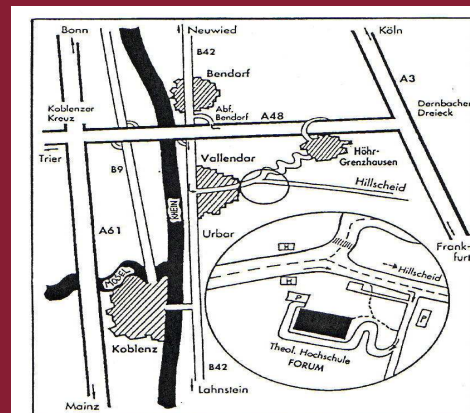 Bonn
Neuwied
Köln
B42
A3
Bendorf
Koblenzer
Kreuz
Abf.
Bendorf
A48
Dernbacher
Dreieck
Trier
B9
Vallendar
Höhr-
Grenzhausen
RHEIN
Hillscheid
A61
Urbar
Frank-
furt
MOSEL
H
Hillscheid
H
P
P
Koblenz
Theol. Hochschule
FORUM
B42
Lahnstein
Mainz